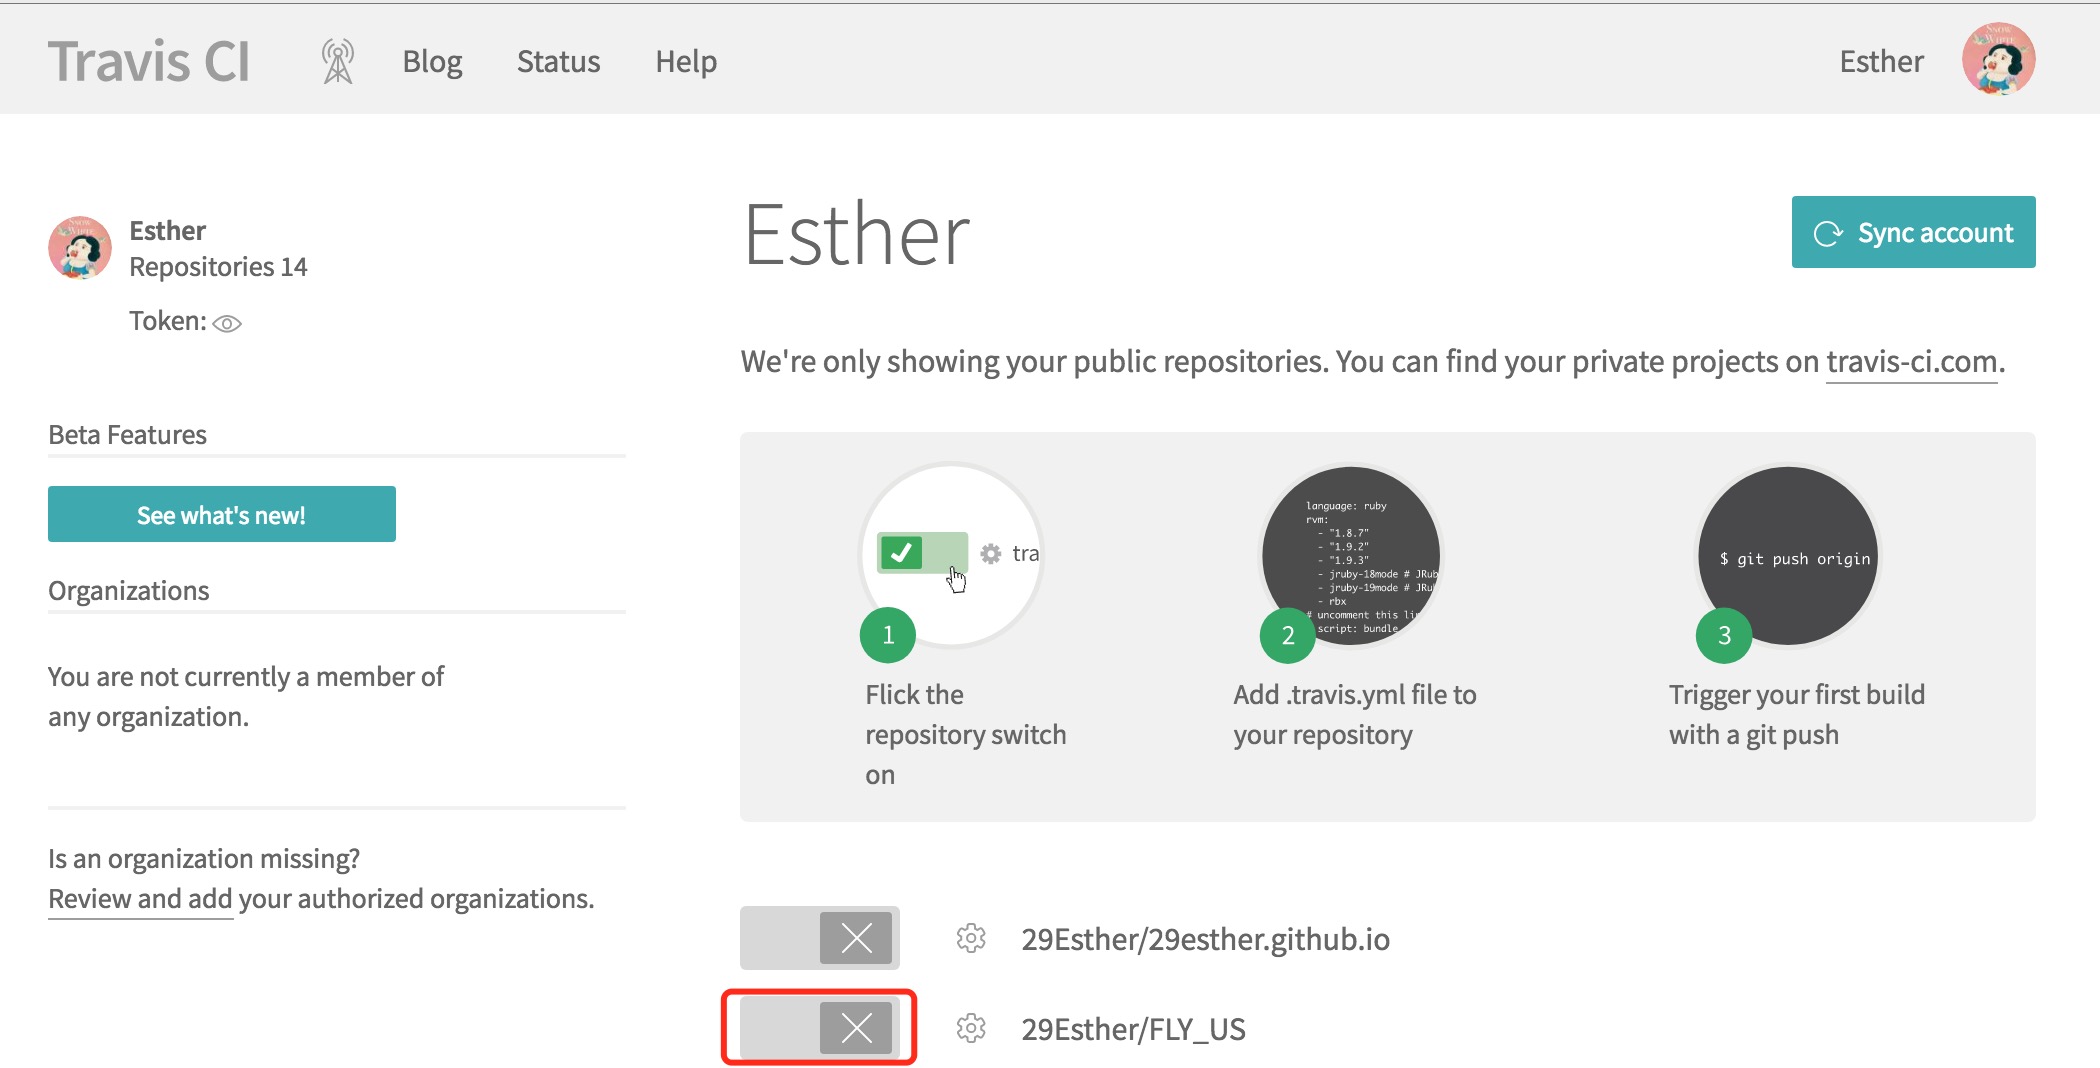 Travis CI
Blog
Status
Help
Esther
Esther
Repositories 14
Token:
Beta Features
See what's new!
Organizations
You are not currently a member of
any organization.
Is an organization missing?
Review and add your authorized organizations.
Esther
Sync account
We're only showing your public repositories. You can find your private projects on travis-ci.com.
tra
1
Flick the
repository switch
on
language: ruby
rvm:
- "1.8.7"
- "1.9.2"
- "1.9.3"
- jruby-18mode # JRub
- jruby-19mode # JRu
- rbx
# uncomment this li
script: bundle
2
Add .travis.yml file to
your repository
$ git push origin
3
Trigger your first build
with a git push
29Esther/29esther.github.io
29Esther/FLY_US